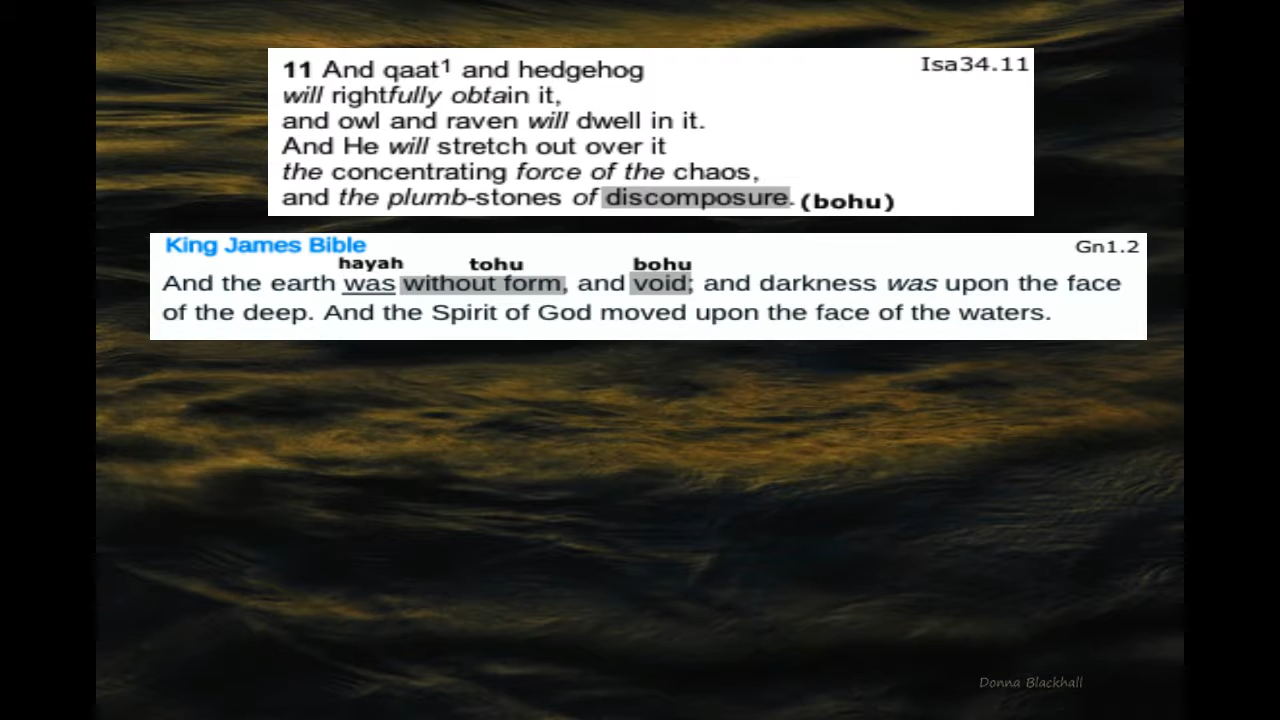 11 And qaat¹ and hedgehog Isa34.11
will rightfully obtain it,
and owl and raven will dwell in it.
And He will stretch out over it
the concentrating force of the chaos,
and the plumb-stones of discomposure. (bohu)
King James Bible Gn1.2
hayah tohu bohu
And the earth was without form, and void; and darkness was upon the face
of the deep. And the Spirit of God moved upon the face of the waters.
Donna Blackhall